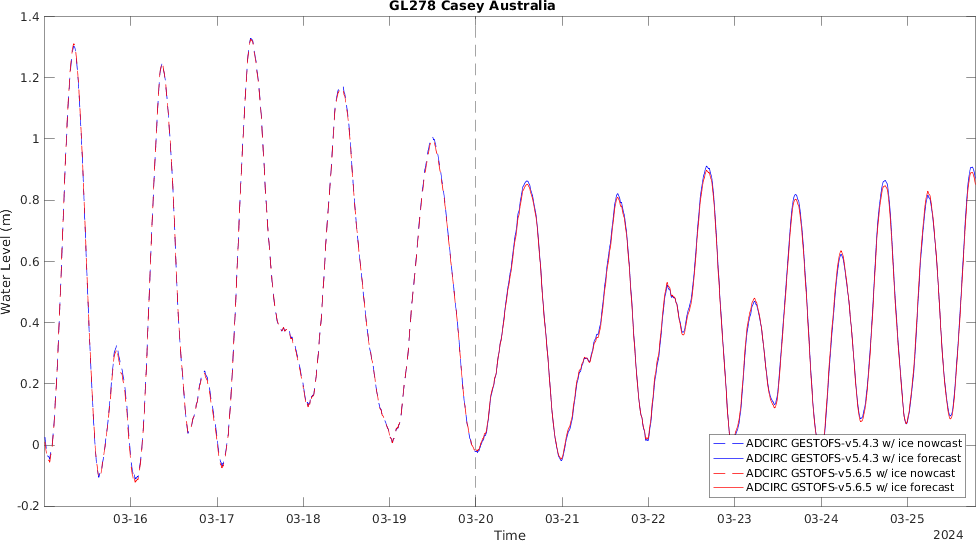 GL278 Casey Australia
1.4
1.2
1
0.8
0.6
0.4
0.2
0
-0.2
Water Level (m)
03-16 03-17 03-18 03-19 03-20 03-21 03-22 03-23 03-24 03-25
Time
2024
ADCIRC GESTOFS-v5.4.3 w/ ice nowcast
ADCIRC GESTOFS-v5.4.3 w/ ice forecast
ADCIRC GSTOFS-v5.6.5 w/ ice nowcast
ADCIRC GSTOFS-v5.6.5 w/ ice forecast